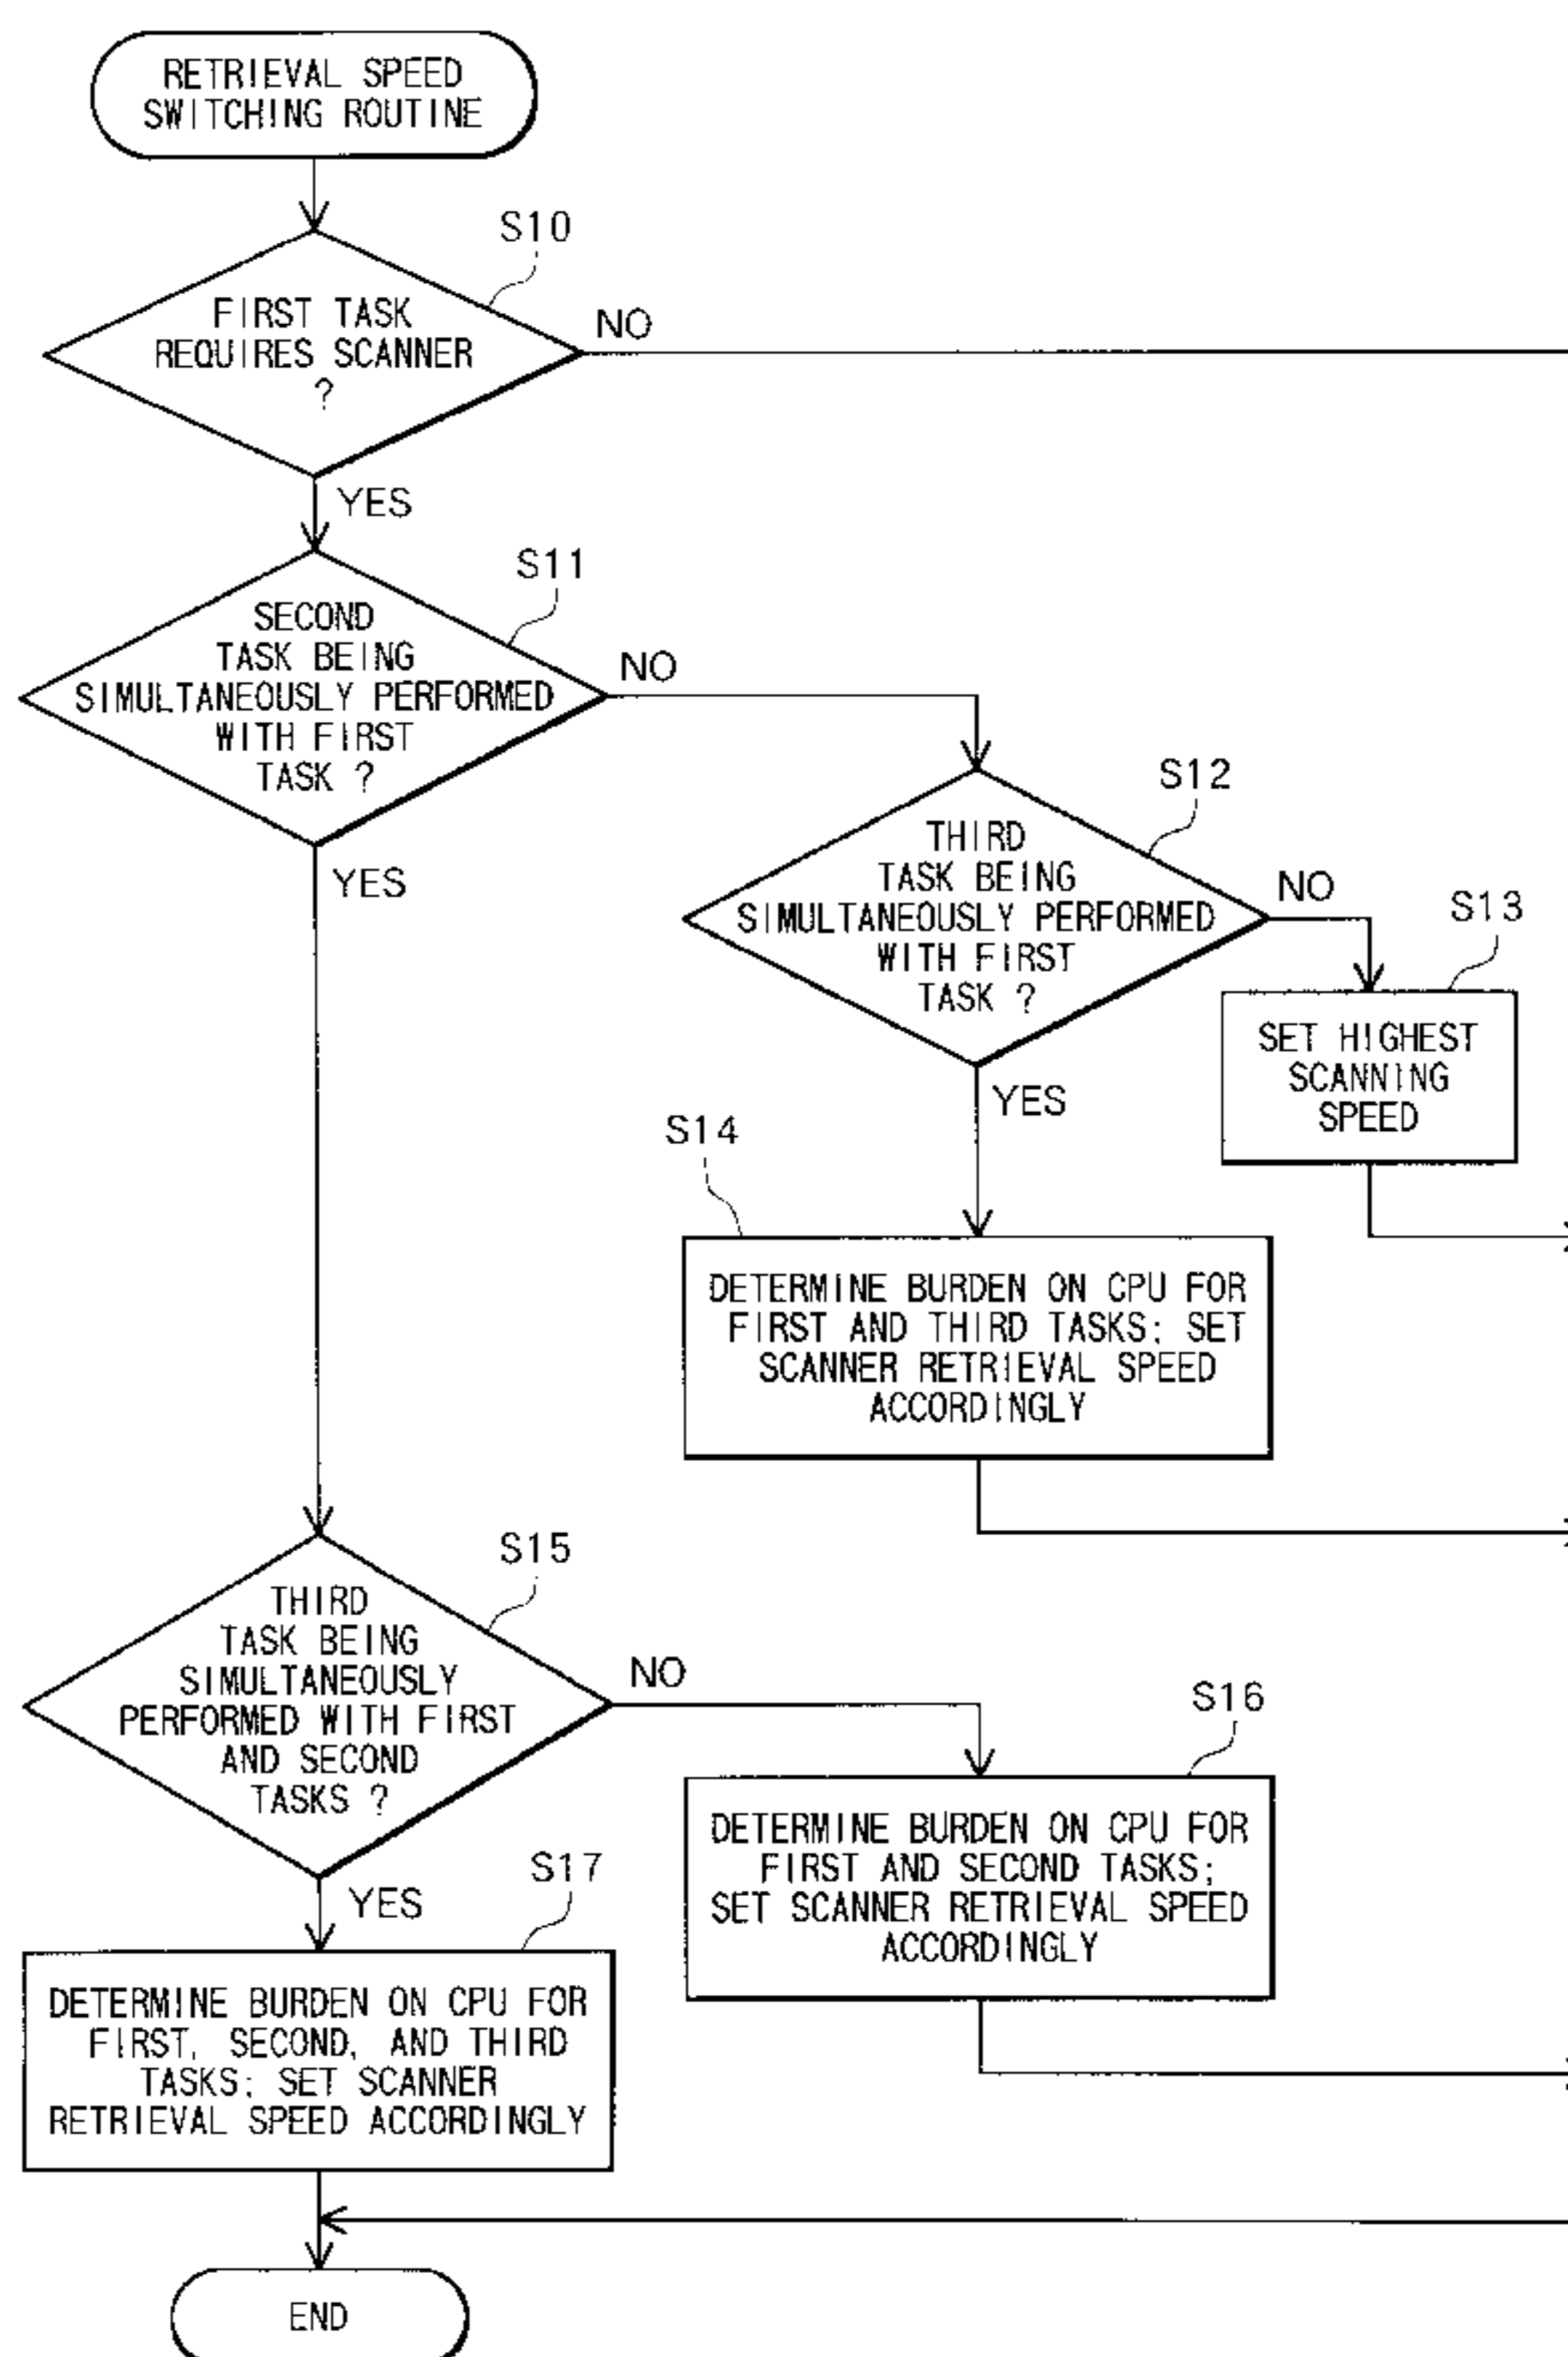 RETRIEVAL SPEED
SWITCHING ROUTINE
S10
FIRST TASK
REQUIRES SCANNER
?
NO
YES
S11
SECOND
TASK BEING
SIMULTANEOUSLY PERFORMED
WITH FIRST
TASK ?
NO
YES
S12
THIRD
TASK BEING
SIMULTANEOUSLY PERFORMED
WITH FIRST
TASK ?
NO
YES
S13
SET HIGHEST
SCANNING
SPEED
S14
DETERMINE BURDEN ON CPU FOR
FIRST AND THIRD TASKS; SET
SCANNER RETRIEVAL SPEED
ACCORDINGLY
S15
THIRD
TASK BEING
SIMULTANEOUSLY
PERFORMED WITH FIRST
AND SECOND
TASKS ?
NO
YES
S16
DETERMINE BURDEN ON CPU FOR
FIRST AND SECOND TASKS;
SET SCANNER RETRIEVAL SPEED
ACCORDINGLY
S17
DETERMINE BURDEN ON CPU FOR
FIRST, SECOND, AND THIRD
TASKS; SET SCANNER
RETRIEVAL SPEED ACCORDINGLY
END